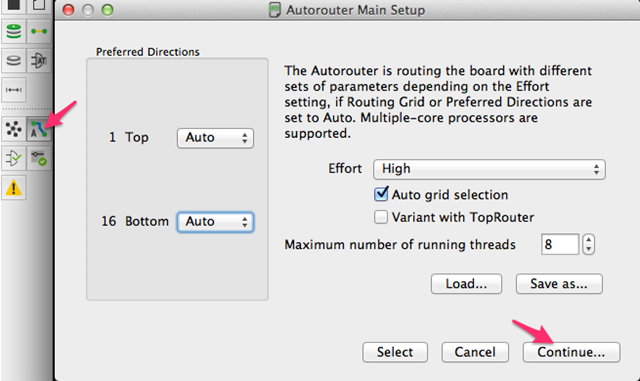 Autorouter Main Setup
Preferred Directions
The Autorouter is routing the board with different
sets of parameters depending on the Effort
setting, if Routing Grid or Preferred Directions are
set to Auto. Multiple-core processors are
supported.
1 Top Auto
Effort High
Auto grid selection
16 Bottom Auto
Variant with TopRouter
Maximum number of running threads 8
Load... Save as...
Select Cancel Continue...